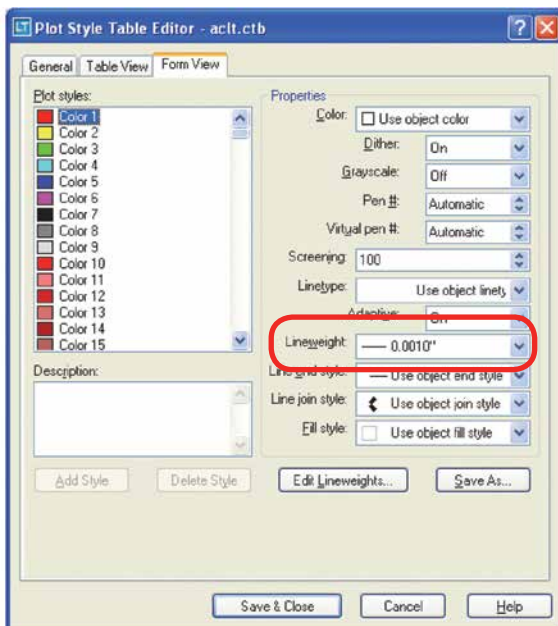 LT Plot Style Table Editor - aclt.ctb
General Table View Form View
Plot styles:
Color 1
Color 2
Color 3
Color 4
Color 5
Color 6
Color 7
Color 8
Color 9
Color 10
Color 11
Color 12
Color 13
Color 14
Color 15
Description:
Add Style Delete Style
Properties
Color: Use object color
Dither: On
Grayscale: Off
Pen #: Automatic
Virtual pen #: Automatic
Screening: 100
Linetype: Use object linety
Adaptive: On
Lineweight: 0.0010"
Line end style: Use object end style
Line join style: Use object join style
Fill style: Use object fill style
Edit Lineweights... Save As...
Save & Close Cancel Help